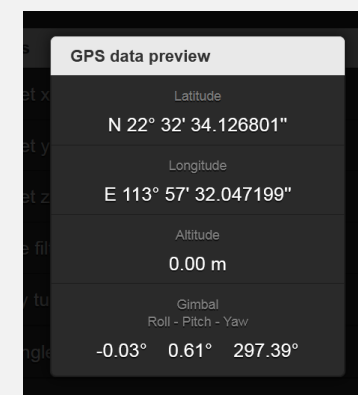 GPS data preview
Latitude
N 22° 32' 34.126801"
Longitude
E 113° 57' 32.047199"
Altitude
0.00 m
Gimbal
Roll - Pitch - Yaw
-0.03° 0.61° 297.39°